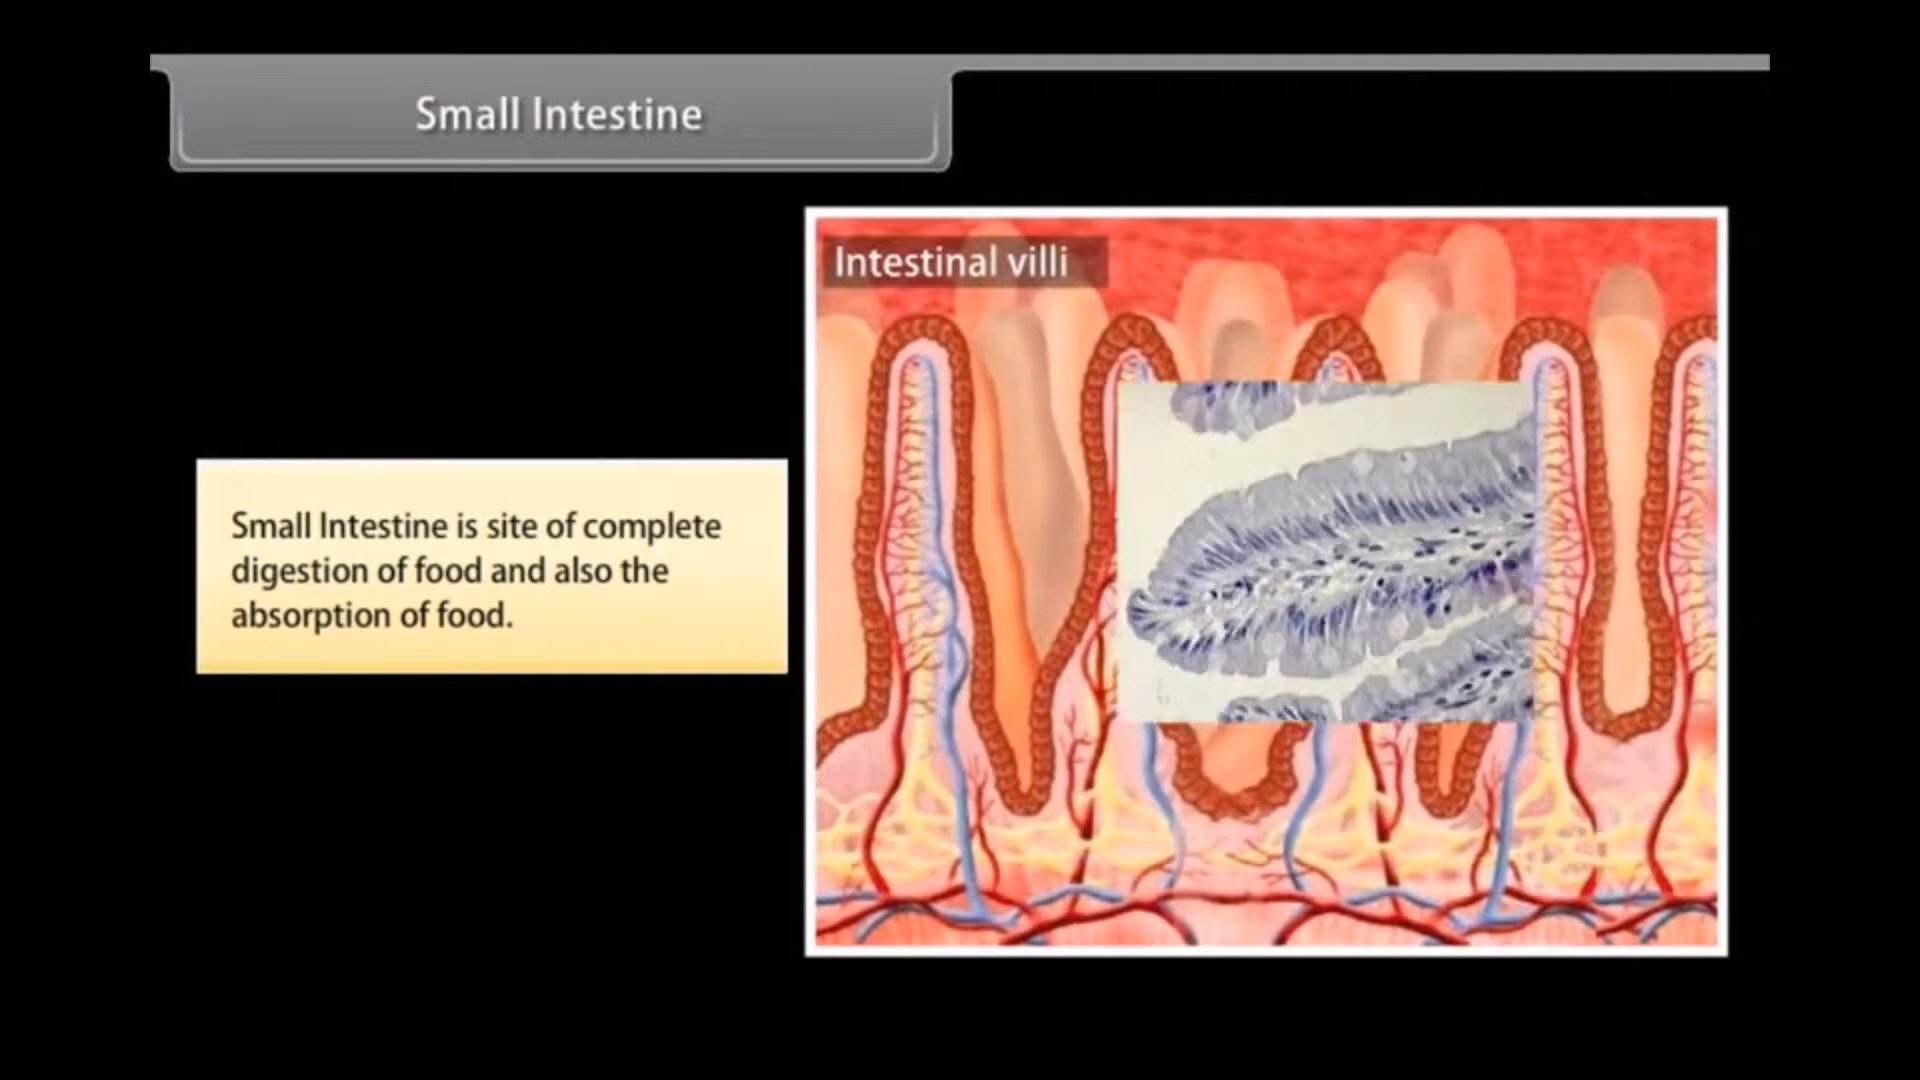 Small Intestine
Intestinal villi
Small Intestine is site of complete
digestion of food and also the
absorption of food.